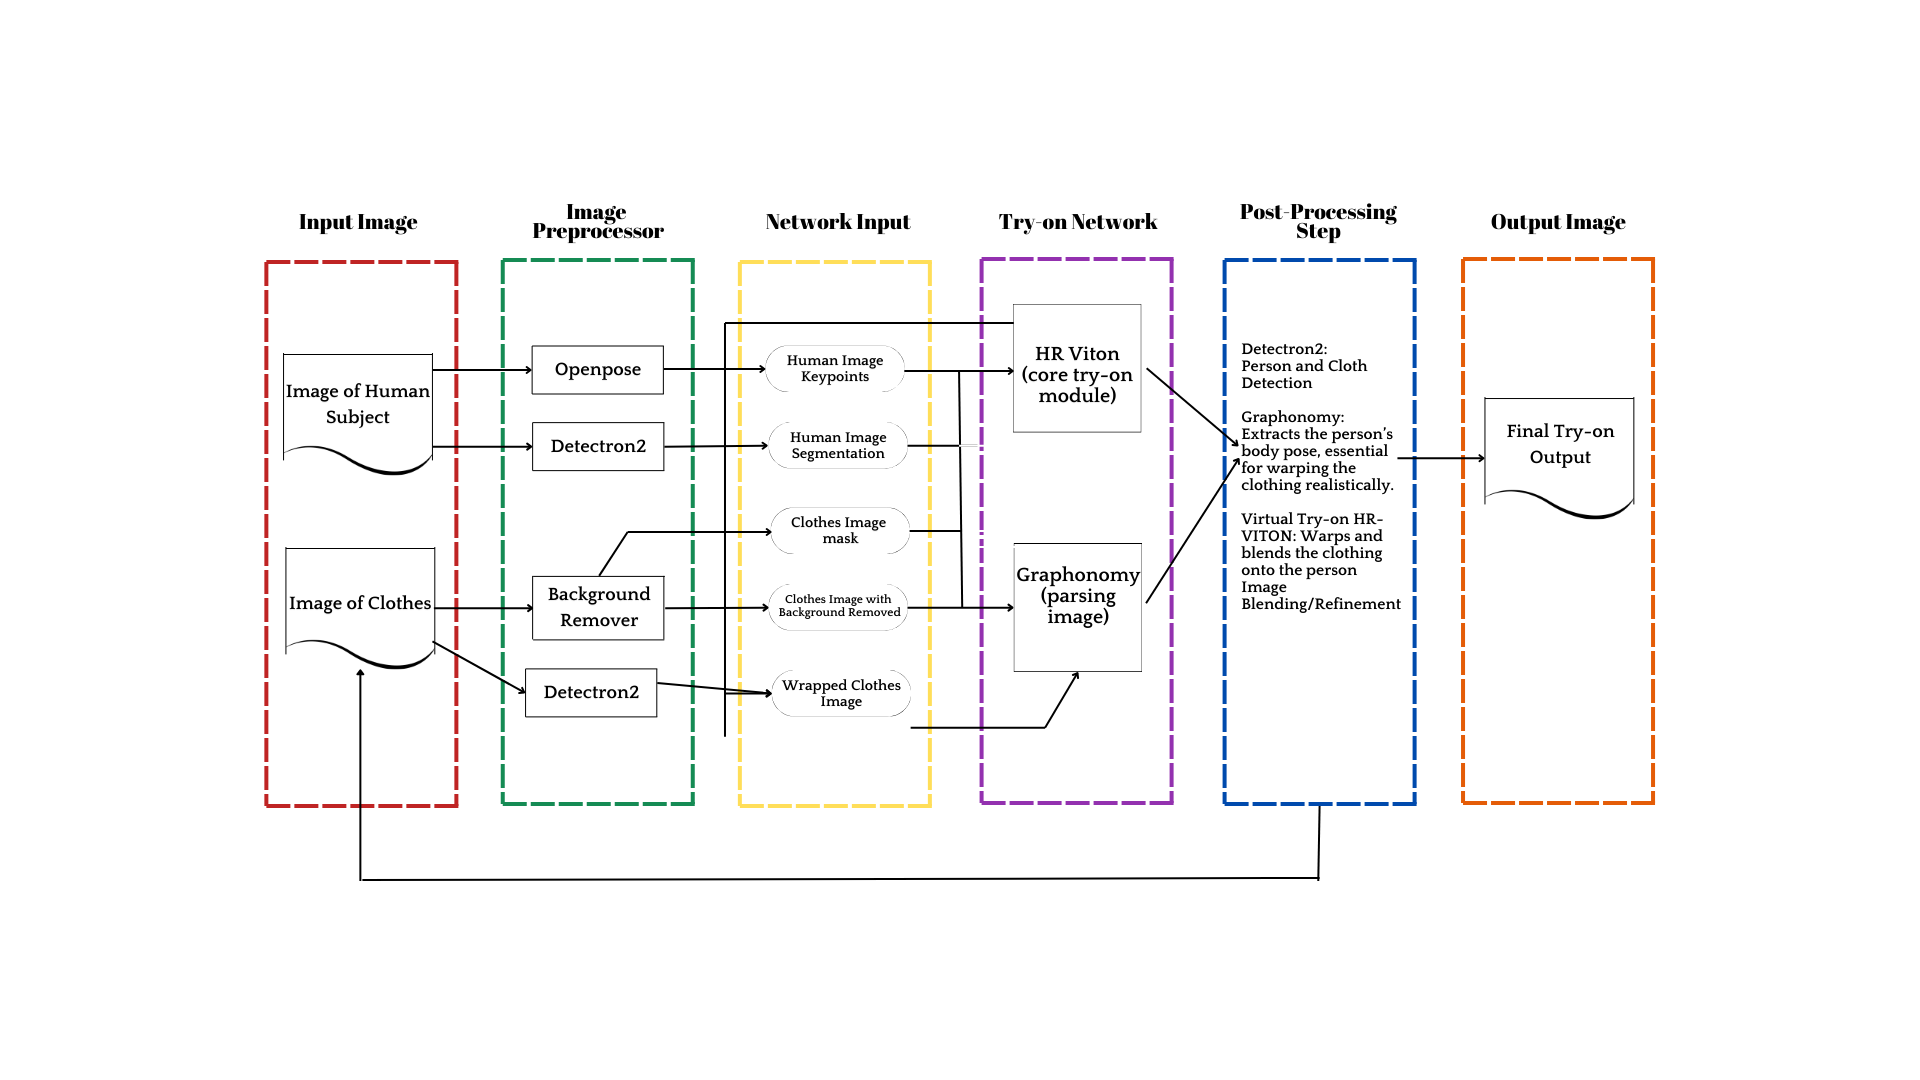 Input Image
Image
Preprocessor
Network Input
Try-on Network
Post-Processing
Step
Output Image
Image of Human
Subject
Image of Clothes
Openpose
Detectron2
Background
Remover
Detectron2
Human Image
Keypoints
Human Image
Segmentation
Clothes Image
mask
Clothes Image with
Background Removed
Wrapped Clothes
Image
HR Viton
(core try-on
module)
Graphonomy
(parsing
image)
Detectron2:
Person and Cloth
Detection
Graphonomy:
Extracts the person's
body pose, essential
for warping the
clothing realistically.
Virtual Try-on HR-
VITON: Warps and
blends the clothing
onto the person
Image
Blending/Refinement
Final Try-on
Output